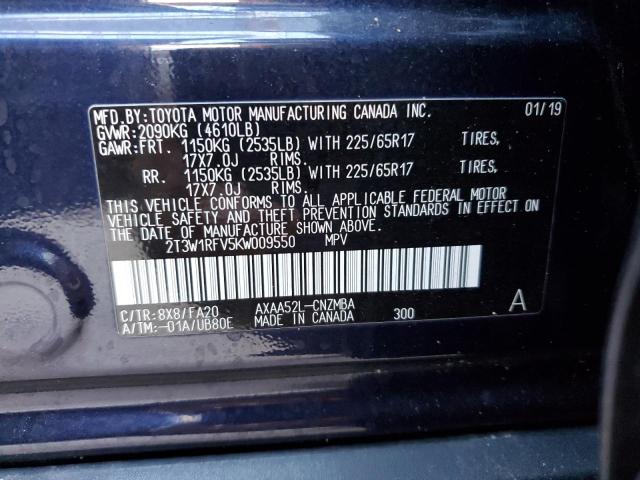 MFD.BY:TOYOTA MOTOR MANUFACTURING CANADA INC. 01/19
GVWR:2090KG (4610LB)
GAWR:FRT. 1150KG (2535LB) WITH 225/65R17 TIRES,
17X7.0J RIMS.
RR. 1150KG (2535LB) WITH 225/65R17 TIRES,
17X7.0J RIMS.
THIS VEHICLE CONFORMS TO ALL APPLICABLE FEDERAL MOTOR
VEHICLE SAFETY AND THEFT PREVENTION STANDARDS IN EFFECT ON
THE DATE OF MANUFACTURE SHOWN ABOVE.
2T3W1RFV5KW009550 MPV
C/TR:8X8/FA20 AXAA52L-CNZMBA
A/TM:-01A/UB80E MADE IN CANADA 300 A